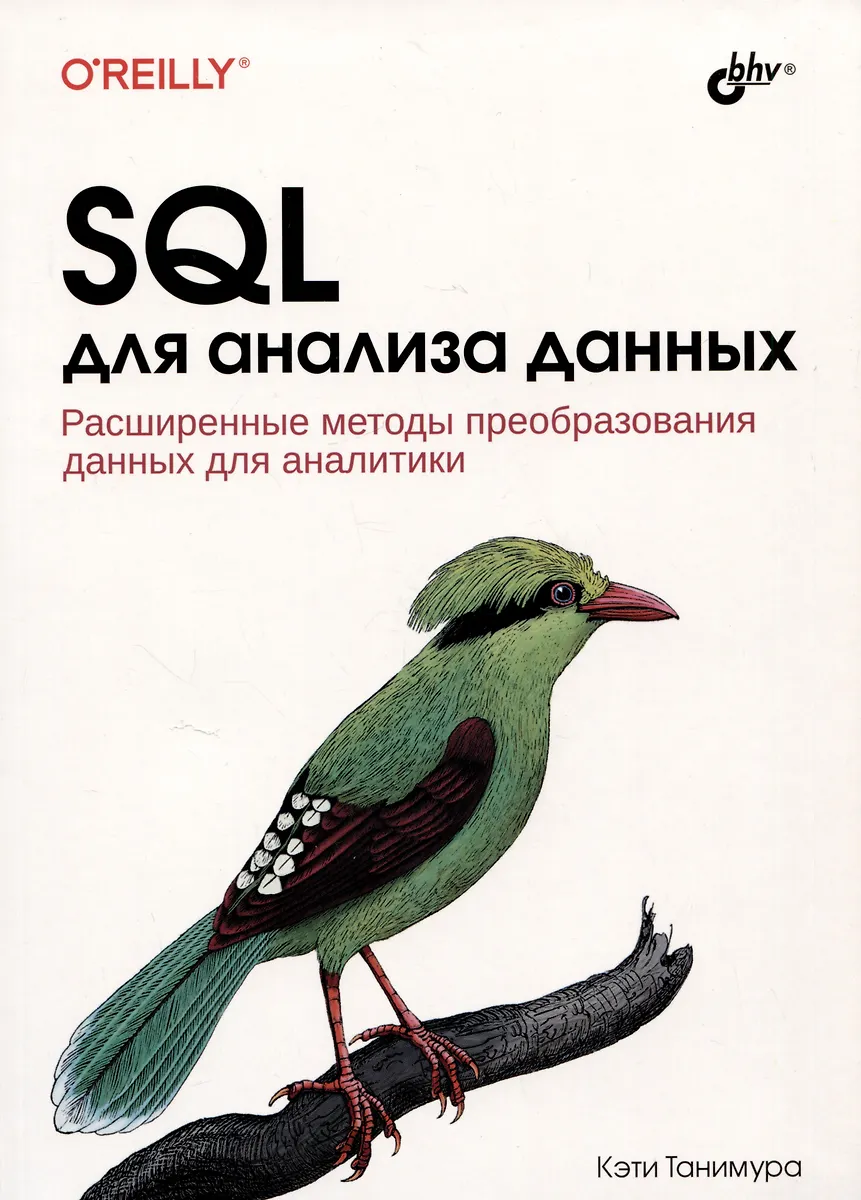 O'REILLY®
bhv®
SQL
для анализа данных
Расширенные методы преобразования
данных для аналитики
Кэти Танимура